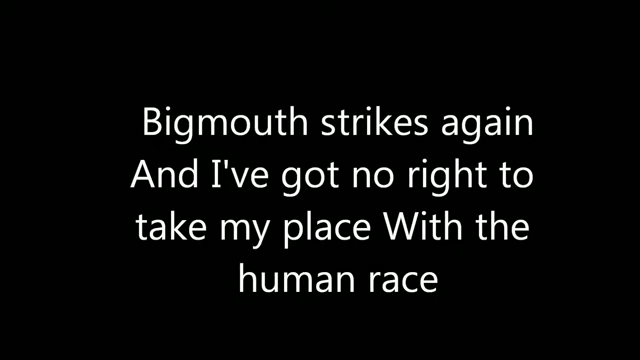 Bigmouth strikes again
And I've got no right to
take my place With the
human race